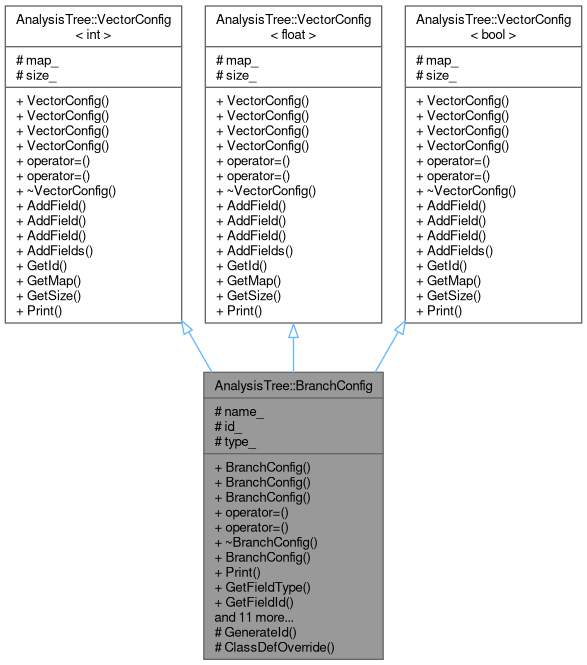 AnalysisTree::VectorConfig
< int >
# map_
# size_
+ VectorConfig()
+ VectorConfig()
+ VectorConfig()
+ VectorConfig()
+ operator=()
+ operator=()
+ ~VectorConfig()
+ AddField()
+ AddField()
+ AddField()
+ AddFields()
+ GetId()
+ GetMap()
+ GetSize()
+ Print()
AnalysisTree::VectorConfig
< float >
# map_
# size_
+ VectorConfig()
+ VectorConfig()
+ VectorConfig()
+ VectorConfig()
+ operator=()
+ operator=()
+ ~VectorConfig()
+ AddField()
+ AddField()
+ AddField()
+ AddFields()
+ GetId()
+ GetMap()
+ GetSize()
+ Print()
AnalysisTree::VectorConfig
< bool >
# map_
# size_
+ VectorConfig()
+ VectorConfig()
+ VectorConfig()
+ VectorConfig()
+ operator=()
+ operator=()
+ ~VectorConfig()
+ AddField()
+ AddField()
+ AddField()
+ AddFields()
+ GetId()
+ GetMap()
+ GetSize()
+ Print()
AnalysisTree::BranchConfig
# name_
# id_
# type_
+ BranchConfig()
+ BranchConfig()
+ BranchConfig()
+ operator=()
+ operator=()
+ ~BranchConfig()
+ BranchConfig()
+ Print()
+ GetFieldType()
+ GetFieldId()
and 11 more...
# GenerateId()
# ClassDefOverride()